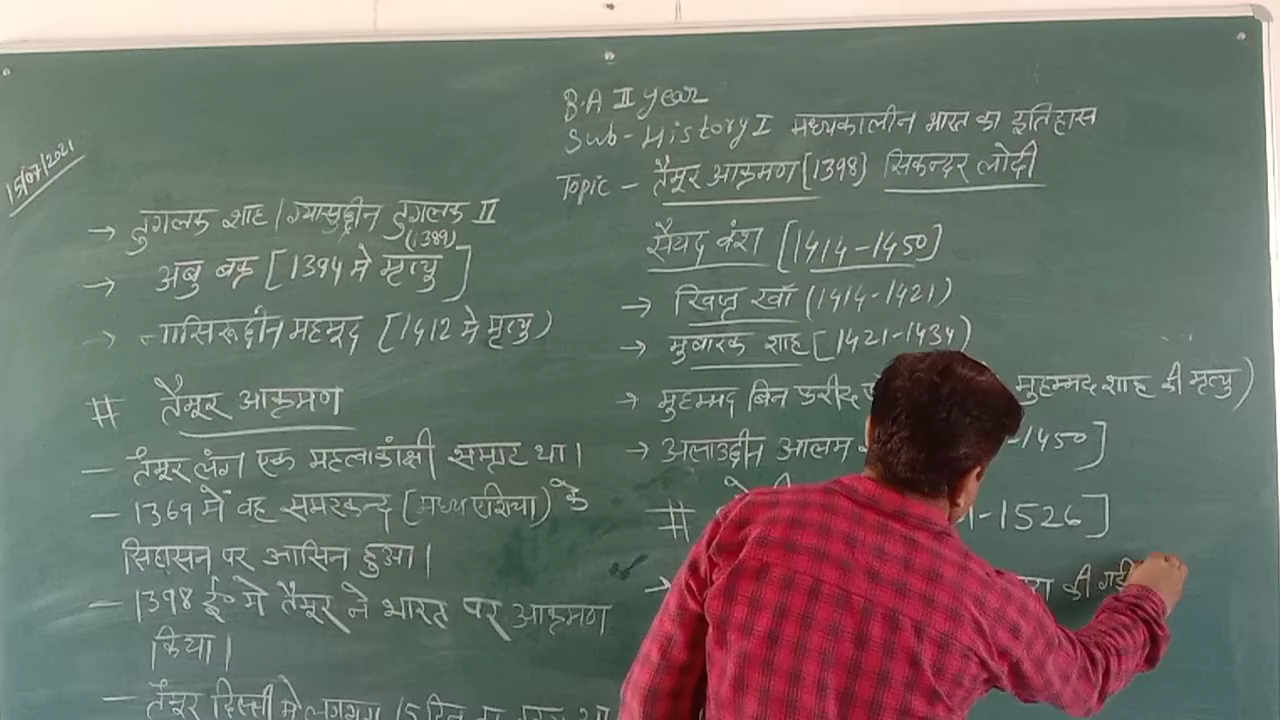 15/07/2021
B.A II year
Sub- History I मध्यकालीन भारत का इतिहास
Topic - तैमूर आक्रमण [1398) सिकन्दर लोदी
→ तुगलक शाह / ग्यासुद्दीन तुगलक II
(1389)
→ अबु बक्र [1394 मे मृत्यु]
→ नासिरूद्दीन महमूद [1412 मे मृत्यु)
# तैमूर आक्रमण
- तैमूर लंग एक महत्वाकांक्षी सम्राट था।
- 1369 में वह समरकन्द (मध्य एशिया) के
सिहासन पर आसिन हुआ।
- 1398 ई० मे तैमूर ने भारत पर आक्रमण
किया।
- तैमूर दिल्ली मे लगभग 15 दिन
सैयद वंश [1414-1450]
→ खिज्र खाँ (1414-1421)
→ मुबारक शाह [1421-1434)
→ मुहम्मद बिन फरीद मुहम्मद शाह की मृत्यु)
→ अलाउद्दीन आलम -1450]
# -1526]
→ की गई